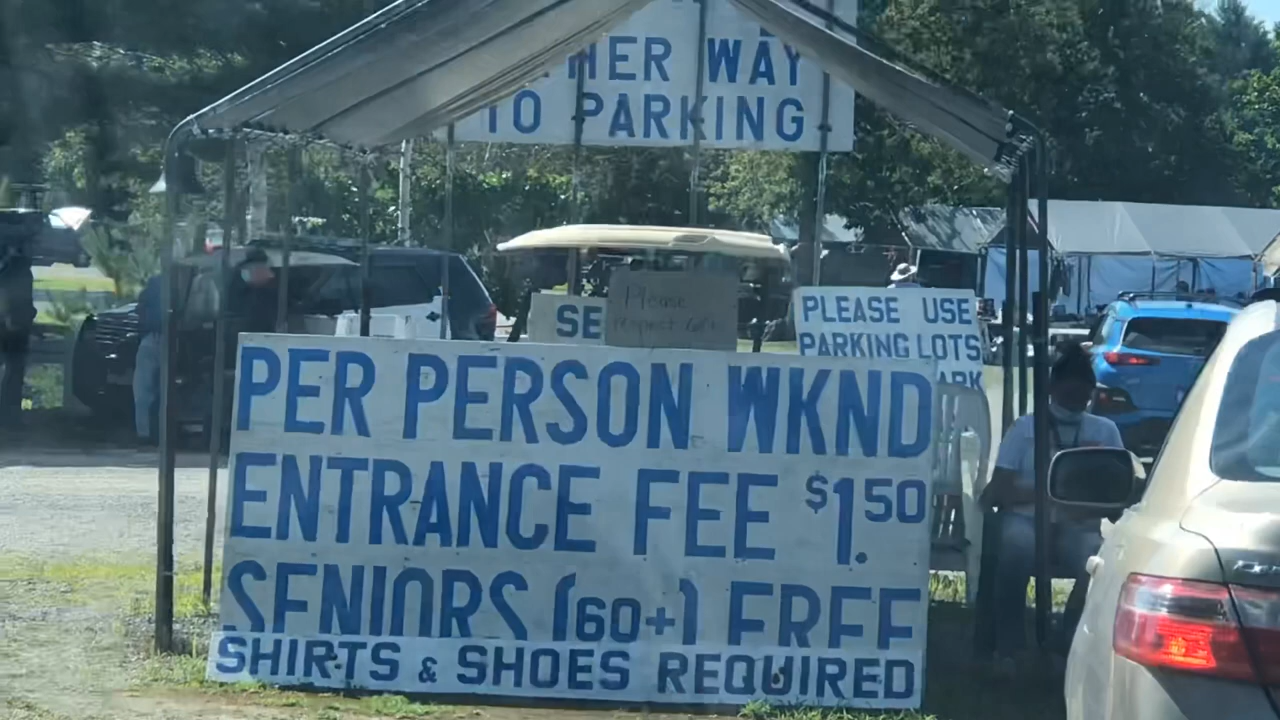 WAY
TO PARKING
SE
Please
PLEASE USE
PARKING LOTS
PER PERSON WKND
ENTRANCE FEE $1.50
SENIORS (60+) FREE
SHIRTS & SHOES REQUIRED